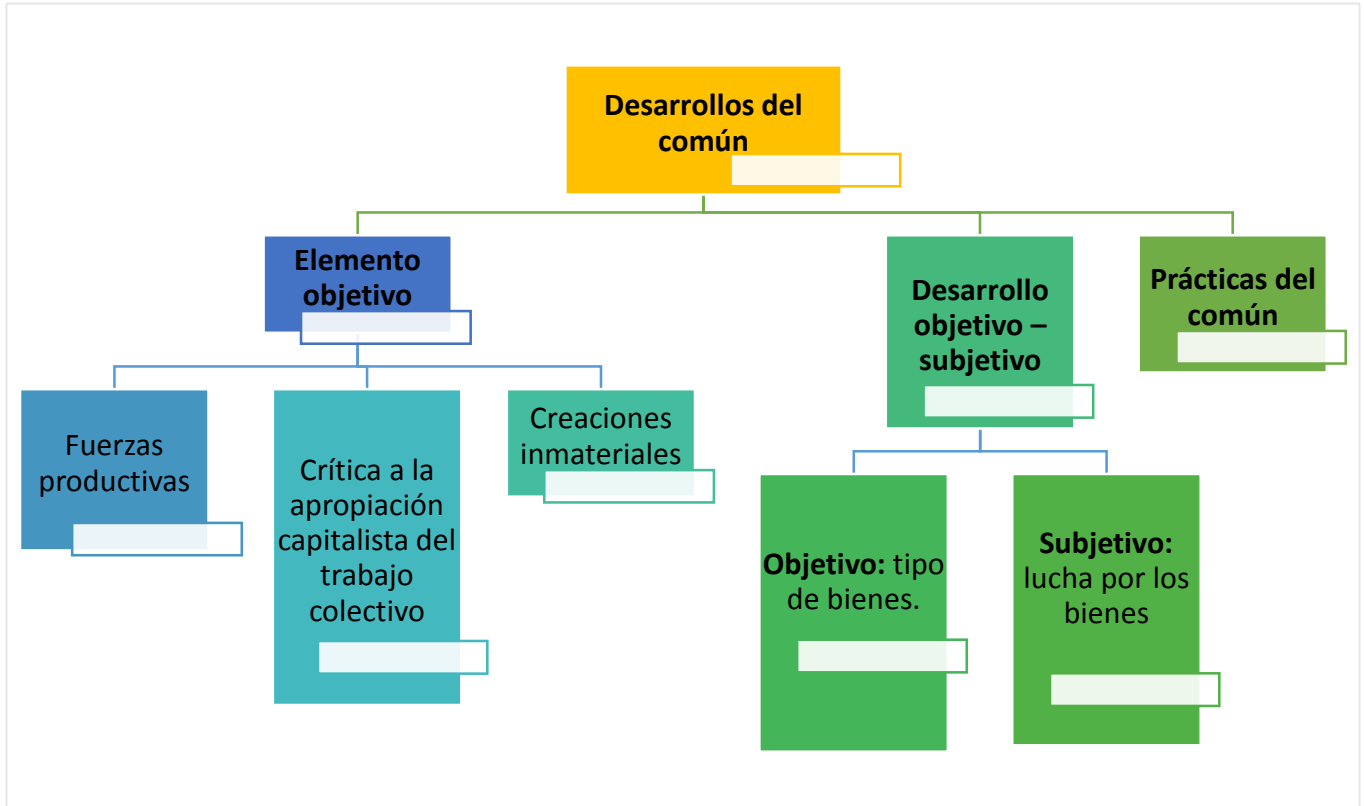 Desarrollos del
común
Elemento
objetivo
Desarrollo
objetivo –
subjetivo
Prácticas del
común
Fuerzas
productivas
Crítica a la
apropiación
capitalista del
trabajo
colectivo
Creaciones
inmateriales
Objetivo: tipo
de bienes.
Subjetivo:
lucha por los
bienes